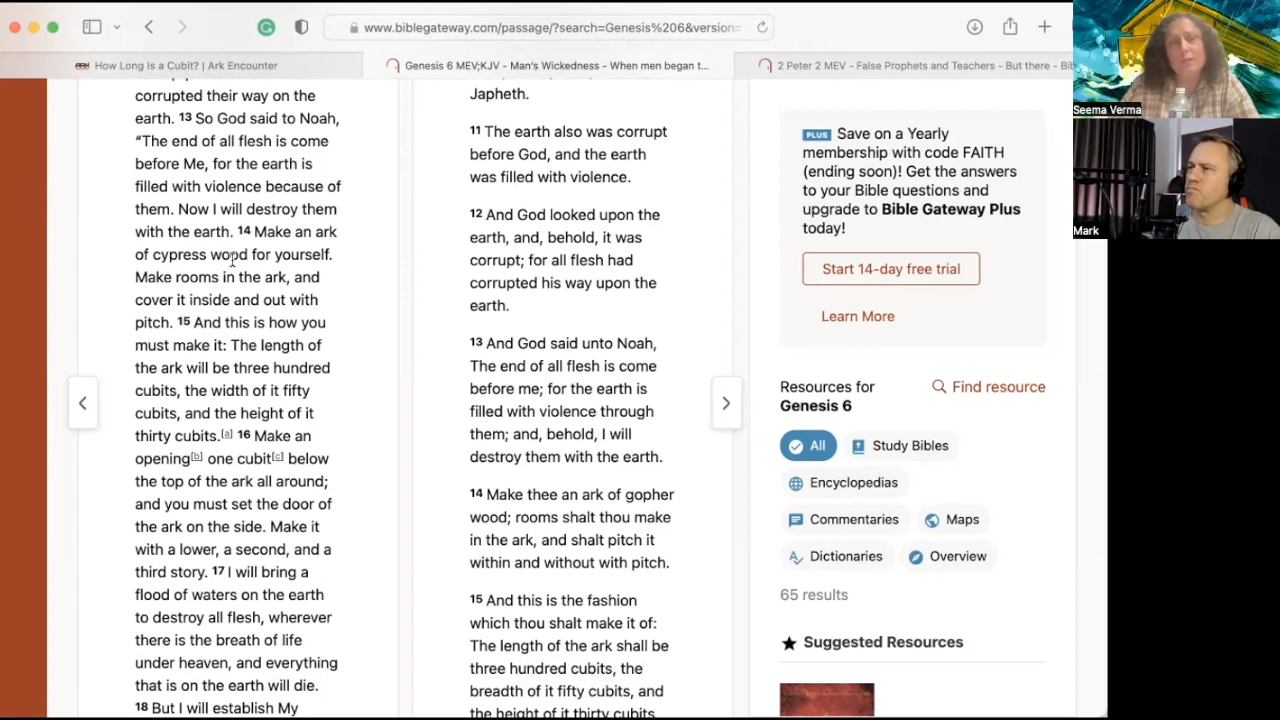 www.biblegateway.com/passage/?search=Genesis%206&version=
How Long Is a Cubit? | Ark Encounter
Genesis 6 MEV;KJV - Man's Wickedness - When men began t...
2 Peter 2 MEV - False Prophets and Teachers - But there - Bib
corrupted their way on the
earth. 13 So God said to Noah,
“The end of all flesh is come
before Me, for the earth is
filled with violence because of
them. Now I will destroy them
with the earth. 14 Make an ark
of cypress wood for yourself.
Make rooms in the ark, and
cover it inside and out with
pitch. 15 And this is how you
must make it: The length of
the ark will be three hundred
cubits, the width of it fifty
cubits, and the height of it
thirty cubits.[a] 16 Make an
opening[b] one cubit[c] below
the top of the ark all around;
and you must set the door of
the ark on the side. Make it
with a lower, a second, and a
third story. 17 I will bring a
flood of waters on the earth
to destroy all flesh, wherever
there is the breath of life
under heaven, and everything
that is on the earth will die.
18 But I will establish My
Japheth.
11 The earth also was corrupt
before God, and the earth
was filled with violence.
12 And God looked upon the
earth, and, behold, it was
corrupt; for all flesh had
corrupted his way upon the
earth.
13 And God said unto Noah,
The end of all flesh is come
before me; for the earth is
filled with violence through
them; and, behold, I will
destroy them with the earth.
14 Make thee an ark of gopher
wood; rooms shalt thou make
in the ark, and shalt pitch it
within and without with pitch.
15 And this is the fashion
which thou shalt make it of:
The length of the ark shall be
three hundred cubits, the
breadth of it fifty cubits, and
the height of it thirty cubits
PLUS Save on a Yearly
membership with code FAITH
(ending soon)! Get the
answers to your Bible questions and
upgrade to Bible Gateway Plus
today!
Start 14-day free trial
Learn More
Resources for
Genesis 6
Find resource
All
Study Bibles
Encyclopedias
Commentaries
Maps
Dictionaries
Overview
65 results
Suggested Resources
Seema Verma
Mark